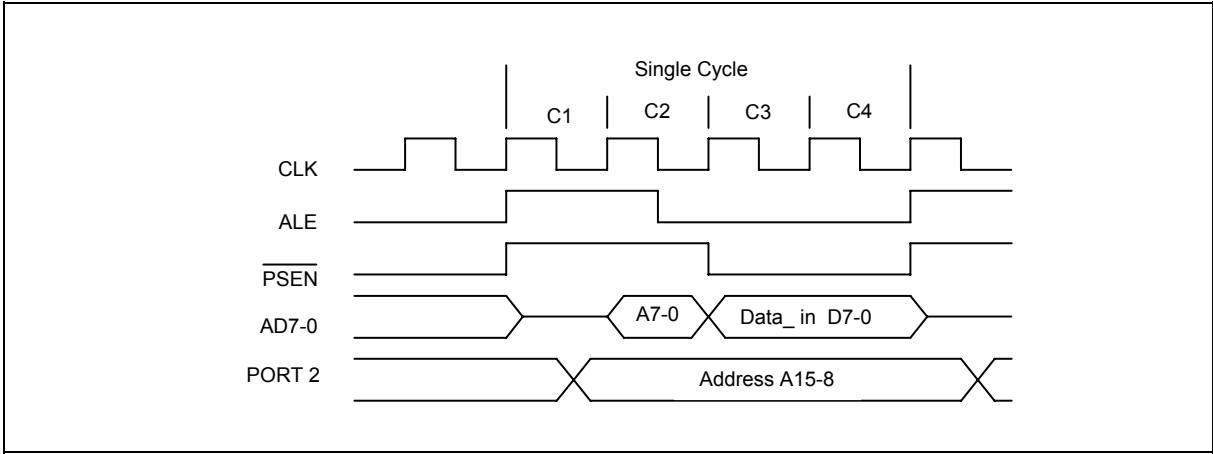 Single Cycle
C1 C2 C3 C4
CLK
ALE
PSEN
AD7-0 A7-0 Data_ in D7-0
PORT 2 Address A15-8